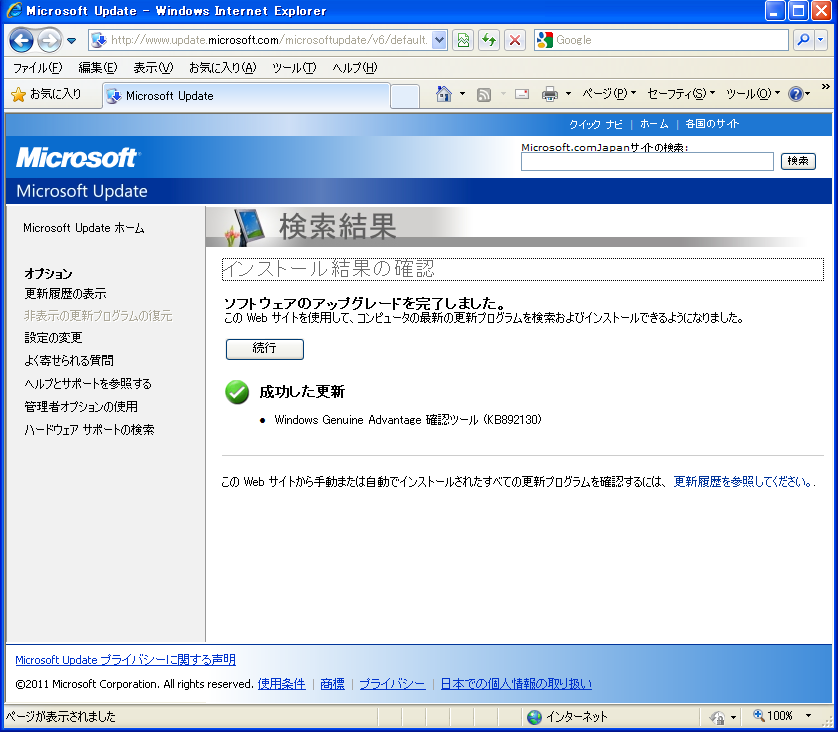 Microsoft Update - Windows Internet Explorer
http://www.update.microsoft.com/microsoftupdate/v6/default.
Google
ファイル(F) 編集(E) 表示(V) お気に入り(A) ツール(T) ヘルプ(H)
お気に入り Microsoft Update ページ(P) セーフティ(S) ツール(O) »
クイック ナビ | ホーム | 各国のサイト
Microsoft
Microsoft.comJapanサイトの検索:
検索
Microsoft Update
Microsoft Update ホーム
オプション
更新履歴の表示
非表示の更新プログラムの復元
設定の変更
よく寄せられる質問
ヘルプとサポートを参照する
管理者オプションの使用
ハードウェア サポートの検索
検索結果
インストール結果の確認
ソフトウェアのアップグレードを完了しました。
この Web サイトを使用して、コンピュータの最新の更新プログラムを検索およびインストールできるようになりました。
続行
成功した更新
● Windows Genuine Advantage 確認ツール (KB892130)
この Web サイトから手動または自動でインストールされたすべての更新プログラムを確認するには、 更新履歴を参照してください。.
Microsoft Update プライバシーに関する声明
©2011 Microsoft Corporation. All rights reserved. 使用条件 | 商標 | プライバシー | 日本での個人情報の取り扱い
ページが表示されました インターネット 100%